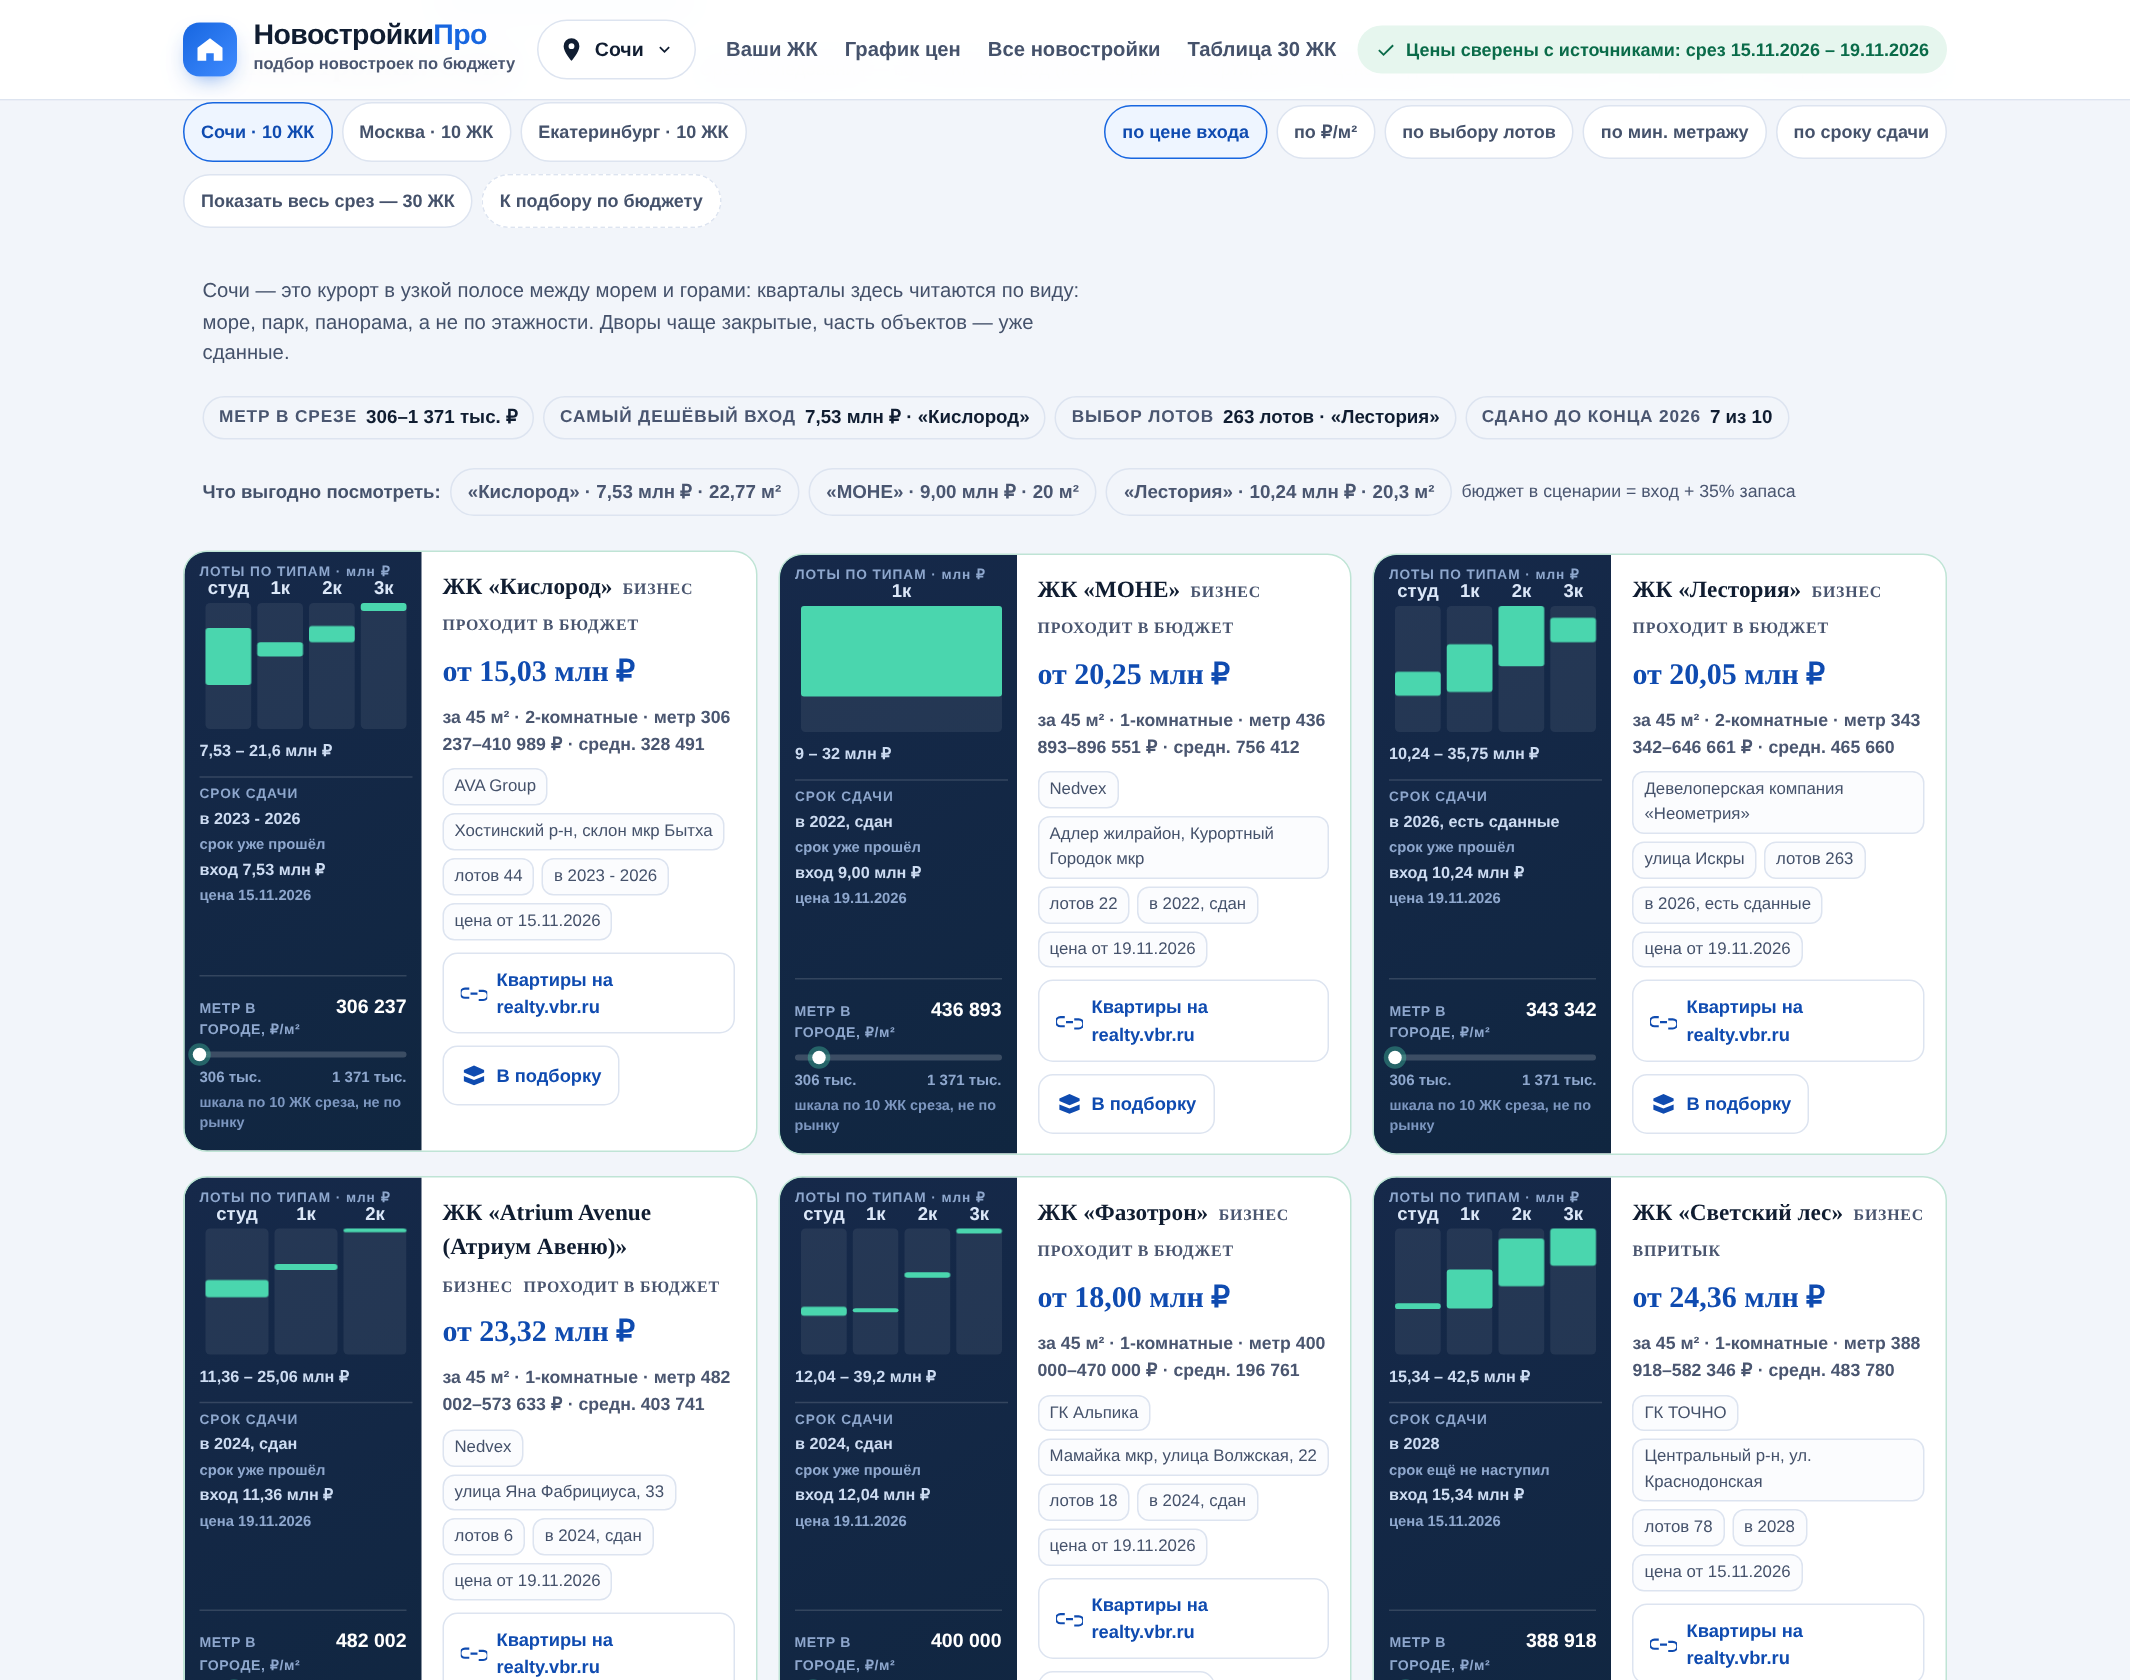 НовостройкиПро
подбор новостроек по бюджету
Сочи
Ваши ЖК
График цен
Все новостройки
Таблица 30 ЖК
Цены сверены с источниками: срез 15.11.2026 – 19.11.2026
Сочи · 10 ЖК
Москва · 10 ЖК
Екатеринбург · 10 ЖК
по цене входа
по ₽/м²
по выбору лотов
по мин. метражу
по сроку сдачи
Показать весь срез — 30 ЖК
К подбору по бюджету
Сочи — это курорт в узкой полосе между морем и горами: кварталы здесь читаются по виду:
море, парк, панорама, а не по этажности. Дворы чаще закрытые, часть объектов — уже
сданные.
МЕТР В СРЕЗЕ 306–1 371 тыс. ₽
САМЫЙ ДЕШЁВЫЙ ВХОД 7,53 млн ₽ · «Кислород»
ВЫБОР ЛОТОВ 263 лотов · «Лестория»
СДАНО ДО КОНЦА 2026 7 из 10
Что выгодно посмотреть:
«Кислород» · 7,53 млн ₽ · 22,77 м²
«МОНЕ» · 9,00 млн ₽ · 20 м²
«Лестория» · 10,24 млн ₽ · 20,3 м²
бюджет в сценарии = вход + 35% запаса
ЛОТЫ ПО ТИПАМ · млн ₽
студ 1к 2к 3к
7,53 – 21,6 млн ₽
СРОК СДАЧИ
в 2023 - 2026
срок уже прошёл
вход 7,53 млн ₽
цена 15.11.2026
МЕТР В
ГОРОДЕ, ₽/м²
306 237
306 тыс. 1 371 тыс.
шкала по 10 ЖК среза, не по
рынку
ЖК «Кислород» БИЗНЕС
ПРОХОДИТ В БЮДЖЕТ
от 15,03 млн ₽
за 45 м² · 2-комнатные · метр 306
237–410 989 ₽ · средн. 328 491
AVA Group
Хостинский р-н, склон мкр Бытха
лотов 44
в 2023 - 2026
цена от 15.11.2026
Квартиры на
realty.vbr.ru
В подборку
ЛОТЫ ПО ТИПАМ · млн ₽
1к
9 – 32 млн ₽
СРОК СДАЧИ
в 2022, сдан
срок уже прошёл
вход 9,00 млн ₽
цена 19.11.2026
МЕТР В
ГОРОДЕ, ₽/м²
436 893
306 тыс. 1 371 тыс.
шкала по 10 ЖК среза, не по
рынку
ЖК «МОНЕ» БИЗНЕС
ПРОХОДИТ В БЮДЖЕТ
от 20,25 млн ₽
за 45 м² · 1-комнатные · метр 436
893–896 551 ₽ · средн. 756 412
Nedvex
Адлер жилрайон, Курортный
Городок мкр
лотов 22
в 2022, сдан
цена от 19.11.2026
Квартиры на
realty.vbr.ru
В подборку
ЛОТЫ ПО ТИПАМ · млн ₽
студ 1к 2к 3к
10,24 – 35,75 млн ₽
СРОК СДАЧИ
в 2026, есть сданные
срок уже прошёл
вход 10,24 млн ₽
цена 19.11.2026
МЕТР В
ГОРОДЕ, ₽/м²
343 342
306 тыс. 1 371 тыс.
шкала по 10 ЖК среза, не по
рынку
ЖК «Лестория» БИЗНЕС
ПРОХОДИТ В БЮДЖЕТ
от 20,05 млн ₽
за 45 м² · 2-комнатные · метр 343
342–646 661 ₽ · средн. 465 660
Девелоперская компания
«Неометрия»
улица Искры
лотов 263
в 2026, есть сданные
цена от 19.11.2026
Квартиры на
realty.vbr.ru
В подборку
ЛОТЫ ПО ТИПАМ · млн ₽
студ 1к 2к
11,36 – 25,06 млн ₽
СРОК СДАЧИ
в 2024, сдан
срок уже прошёл
вход 11,36 млн ₽
цена 19.11.2026
МЕТР В
ГОРОДЕ, ₽/м²
482 002
ЖК «Atrium Avenue
(Атриум Авеню)»
БИЗНЕС ПРОХОДИТ В БЮДЖЕТ
от 23,32 млн ₽
за 45 м² · 1-комнатные · метр 482
002–573 633 ₽ · средн. 403 741
Nedvex
улица Яна Фабрициуса, 33
лотов 6
в 2024, сдан
цена от 19.11.2026
Квартиры на
realty.vbr.ru
ЛОТЫ ПО ТИПАМ · млн ₽
студ 1к 2к 3к
12,04 – 39,2 млн ₽
СРОК СДАЧИ
в 2024, сдан
срок уже прошёл
вход 12,04 млн ₽
цена 19.11.2026
МЕТР В
ГОРОДЕ, ₽/м²
400 000
ЖК «Фазотрон» БИЗНЕС
ПРОХОДИТ В БЮДЖЕТ
от 18,00 млн ₽
за 45 м² · 1-комнатные · метр 400
000–470 000 ₽ · средн. 196 761
ГК Альпика
Мамайка мкр, улица Волжская, 22
лотов 18
в 2024, сдан
цена от 19.11.2026
Квартиры на
realty.vbr.ru
ЛОТЫ ПО ТИПАМ · млн ₽
студ 1к 2к 3к
15,34 – 42,5 млн ₽
СРОК СДАЧИ
в 2028
срок ещё не наступил
вход 15,34 млн ₽
цена 15.11.2026
МЕТР В
ГОРОДЕ, ₽/м²
388 918
ЖК «Светский лес» БИЗНЕС
ВПРИТЫК
от 24,36 млн ₽
за 45 м² · 1-комнатные · метр 388
918–582 346 ₽ · средн. 483 780
ГК ТОЧНО
Центральный р-н, ул.
Краснодонская
лотов 78
в 2028
цена от 15.11.2026
Квартиры на
realty.vbr.ru